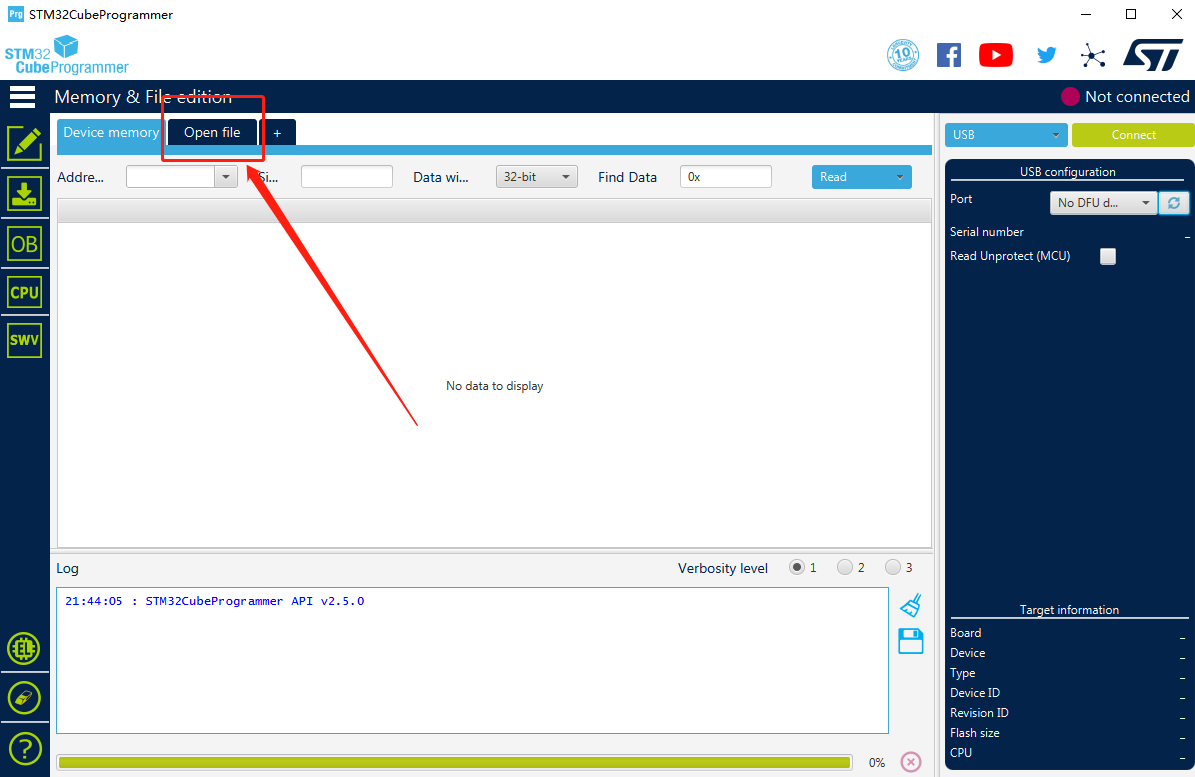 Prg STM32CubeProgrammer
STM32
CubeProgrammer
10
Memory & File edition
Not connected
Device memory
Open file
+
USB
Connect
Addre...
Si...
Data wi...
32-bit
Find Data
0x
Read
USB configuration
Port
No DFU d...
Serial number
Read Unprotect (MCU)
OB
CPU
SWV
No data to display
Log
Verbosity level
1
2
3
21:44:05 : STM32CubeProgrammer API v2.5.0
Target information
Board
Device
Type
Device ID
Revision ID
Flash size
CPU
EL
?
0%